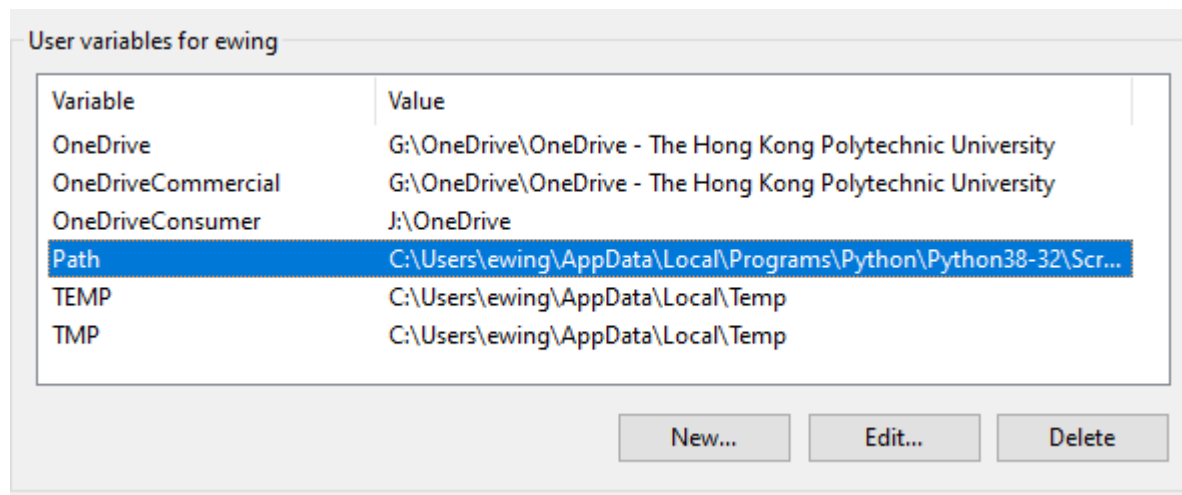 User variables for ewing
Variable Value
OneDrive G:\OneDrive\OneDrive - The Hong Kong Polytechnic University
OneDriveCommercial G:\OneDrive\OneDrive - The Hong Kong Polytechnic University
OneDriveConsumer J:\OneDrive
Path C:\Users\ewing\AppData\Local\Programs\Python\Python38-32\Scr...
TEMP C:\Users\ewing\AppData\Local\Temp
TMP C:\Users\ewing\AppData\Local\Temp
New... Edit... Delete